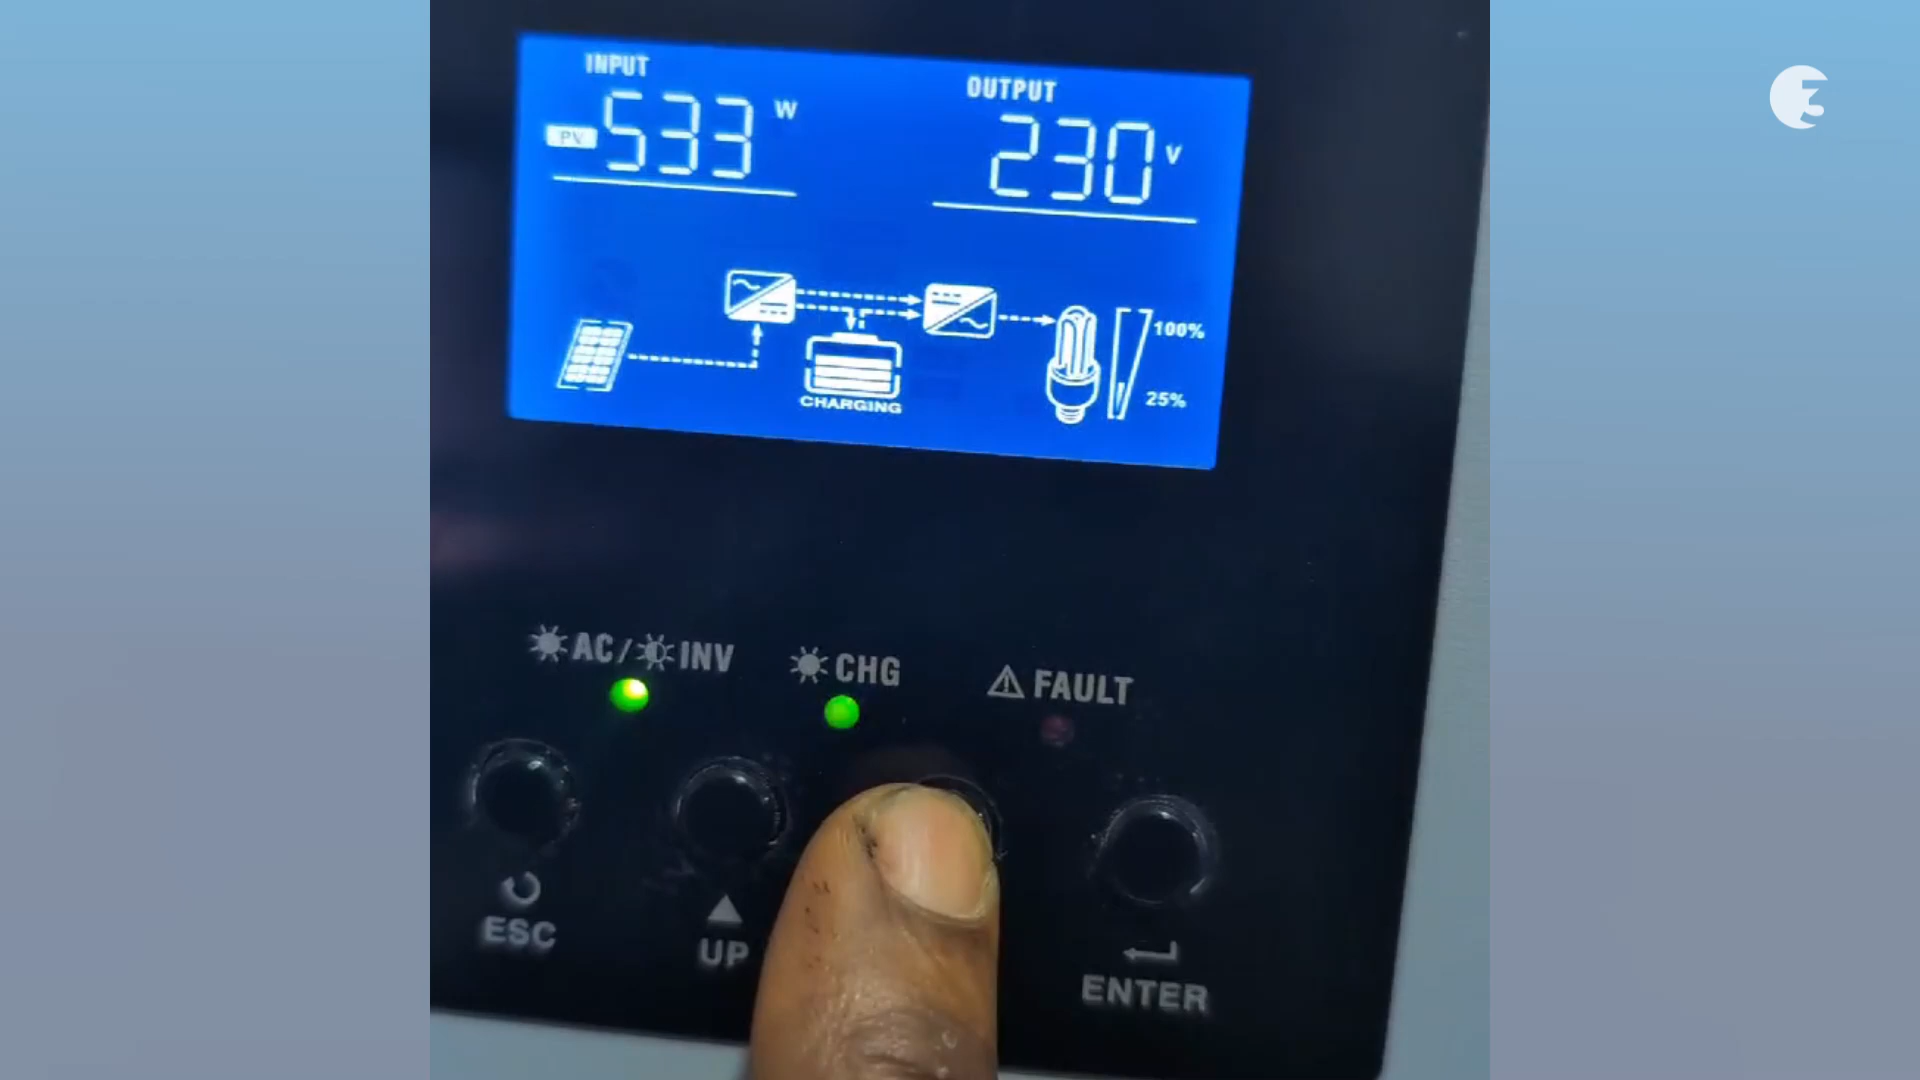 INPUT
OUTPUT
PV 533 W
230 V
100%
25%
CHARGING
AC/ INV
CHG
⚠ FAULT
ESC
▲
UP
ENTER